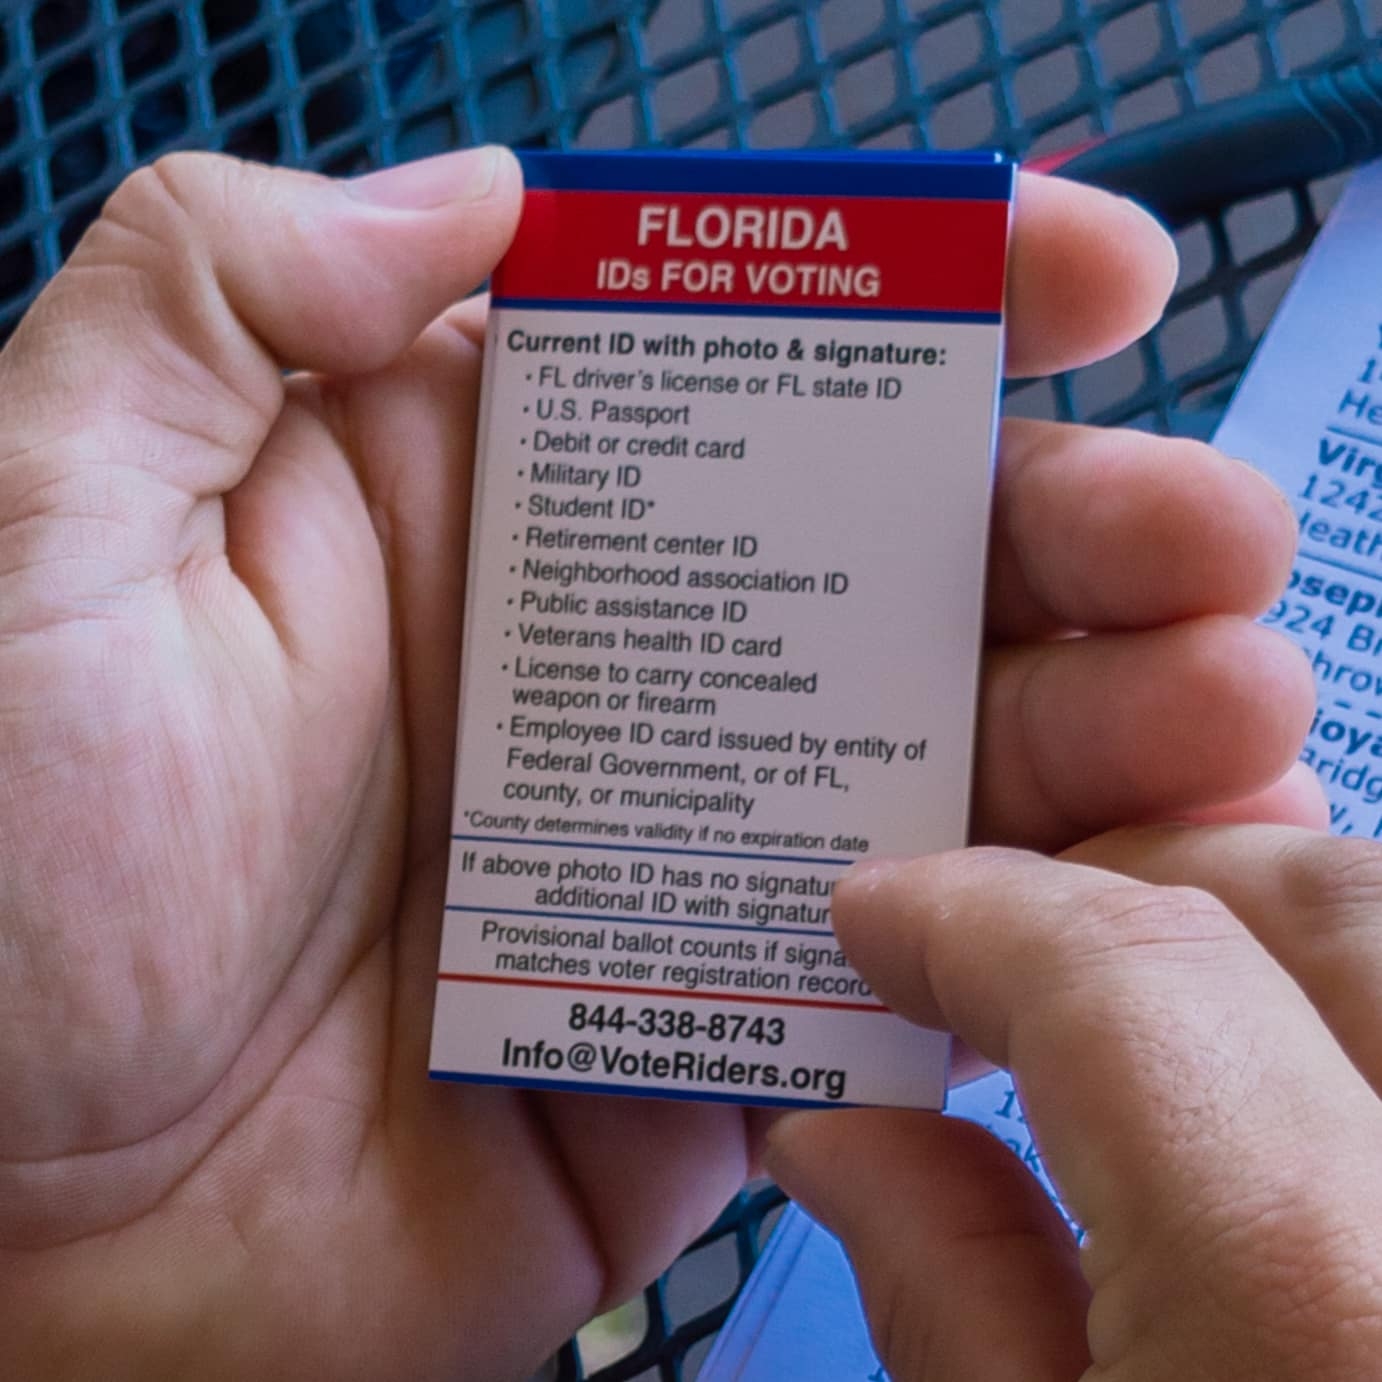 FLORIDA
IDs FOR VOTING
Current ID with photo & signature:
· FL driver's license or FL state ID
· U.S. Passport
· Debit or credit card
· Military ID
· Student ID*
· Retirement center ID
· Neighborhood association ID
· Public assistance ID
· Veterans health ID card
· License to carry concealed
weapon or firearm
· Employee ID card issued by entity of
Federal Government, or of FL,
county, or municipality
*County determines validity if no expiration date
If above photo ID has no
additional ID with
Provisional ballot counts if
matches voter registration
844-338-8743
Info@VoteRiders.org